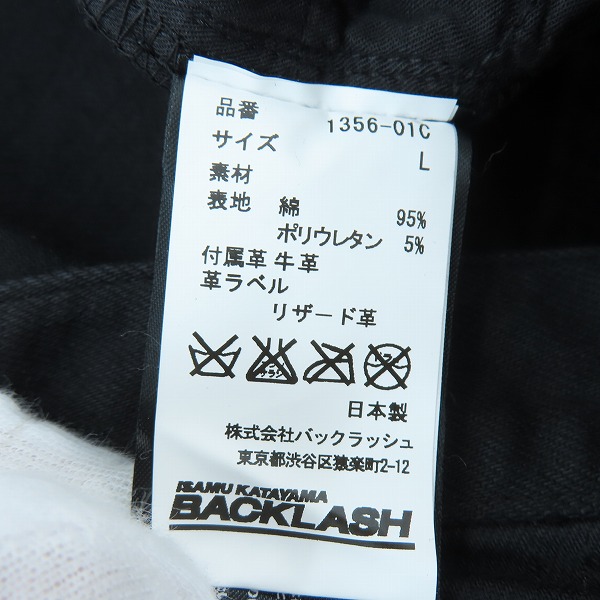 品番 1356-01C
サイズ L
素材
表地 綿 95%
ポリウレタン 5%
付属革 牛革
革ラベル
リザード革
日本製
株式会社バックラッシュ
東京都渋谷区猿楽町2-12
ISAMU KATAYAMA
BACKLASH